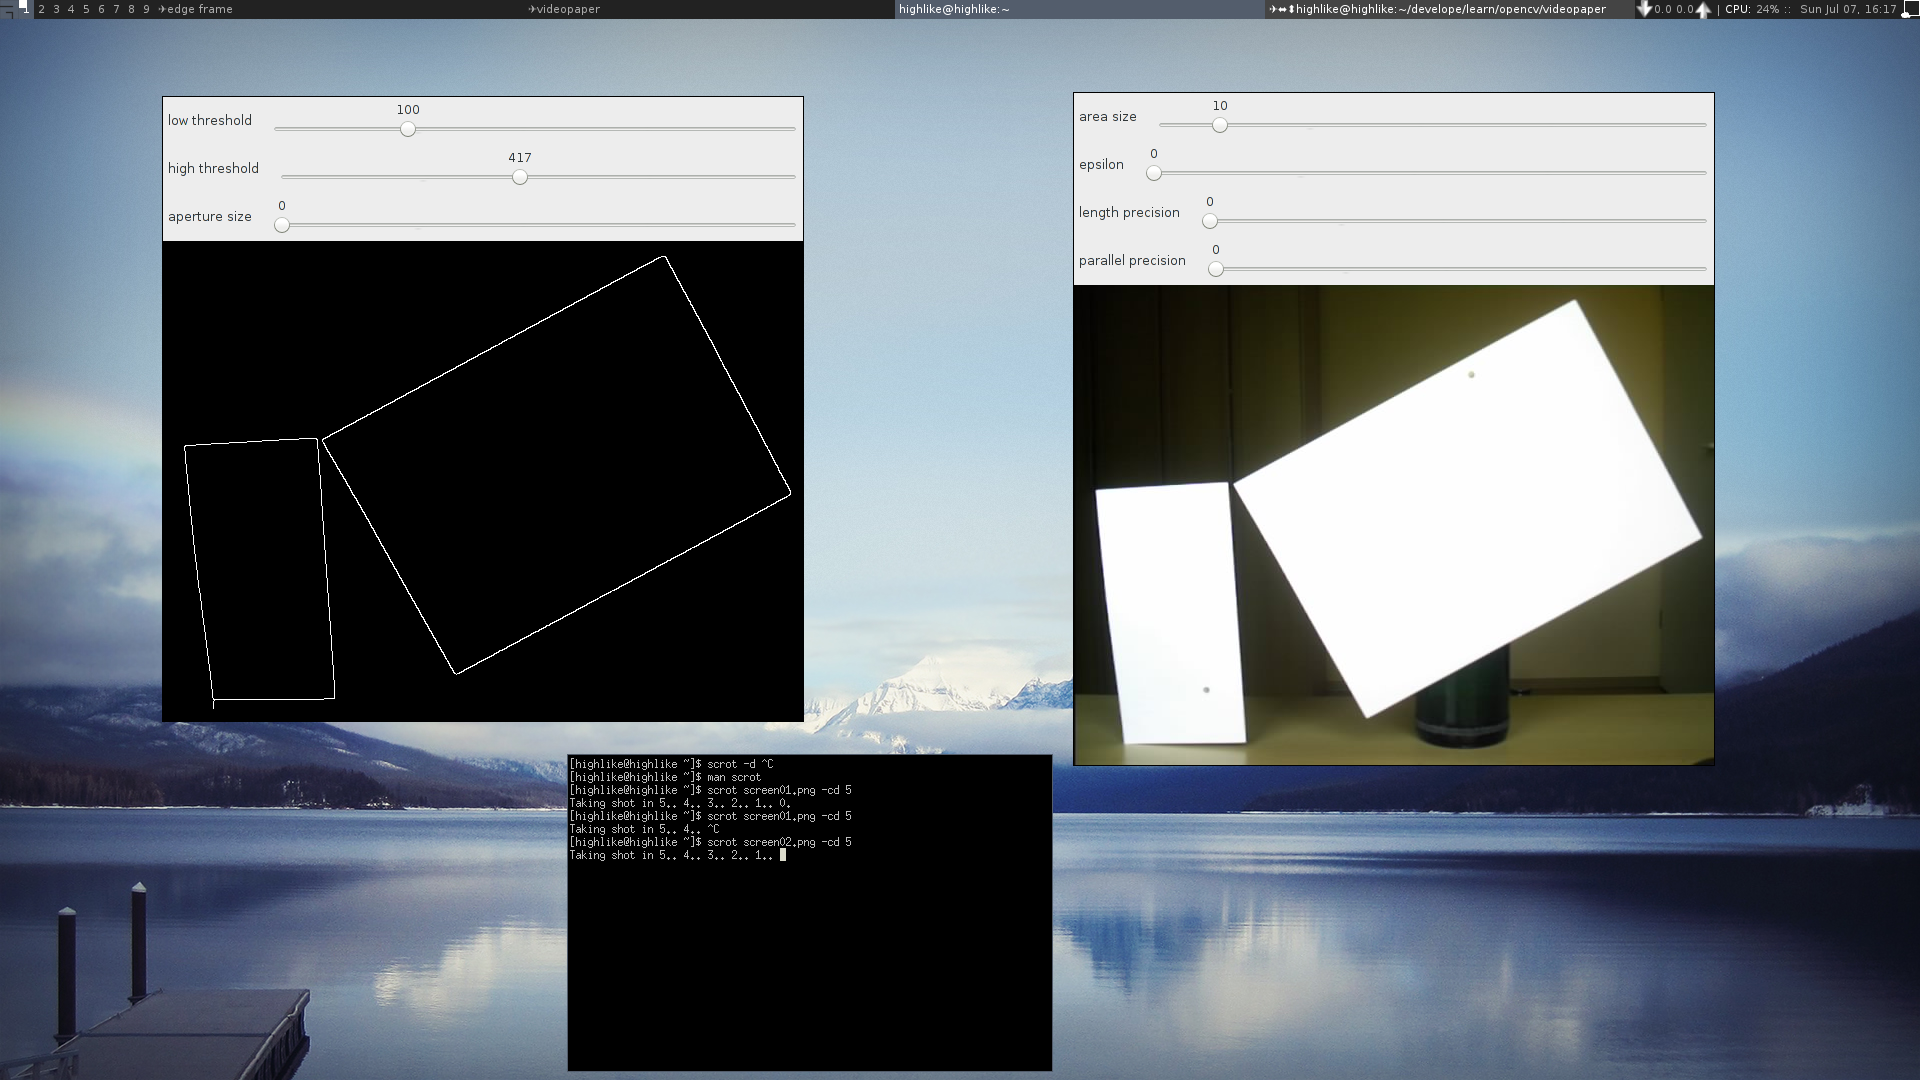 1 2 3 4 5 6 7 8 9 ✈edge frame ✈videopaper highlike@highlike:~ ✈⬌⬍highlike@highlike:~/develope/learn/opencv/videopaper 0.0 0.0 | CPU: 24% :: Sun Jul 07, 16:17
100
low threshold
417
high threshold
0
aperture size
10
area size
0
epsilon
0
length precision
0
parallel precision
[highlike@highlike ~]$ scrot -d ^C
[highlike@highlike ~]$ man scrot
[highlike@highlike ~]$ scrot screen01.png -cd 5
Taking shot in 5.. 4.. 3.. 2.. 1.. 0.
[highlike@highlike ~]$ scrot screen01.png -cd 5
Taking shot in 5.. 4.. ^C
[highlike@highlike ~]$ scrot screen02.png -cd 5
Taking shot in 5.. 4.. 3.. 2.. 1..